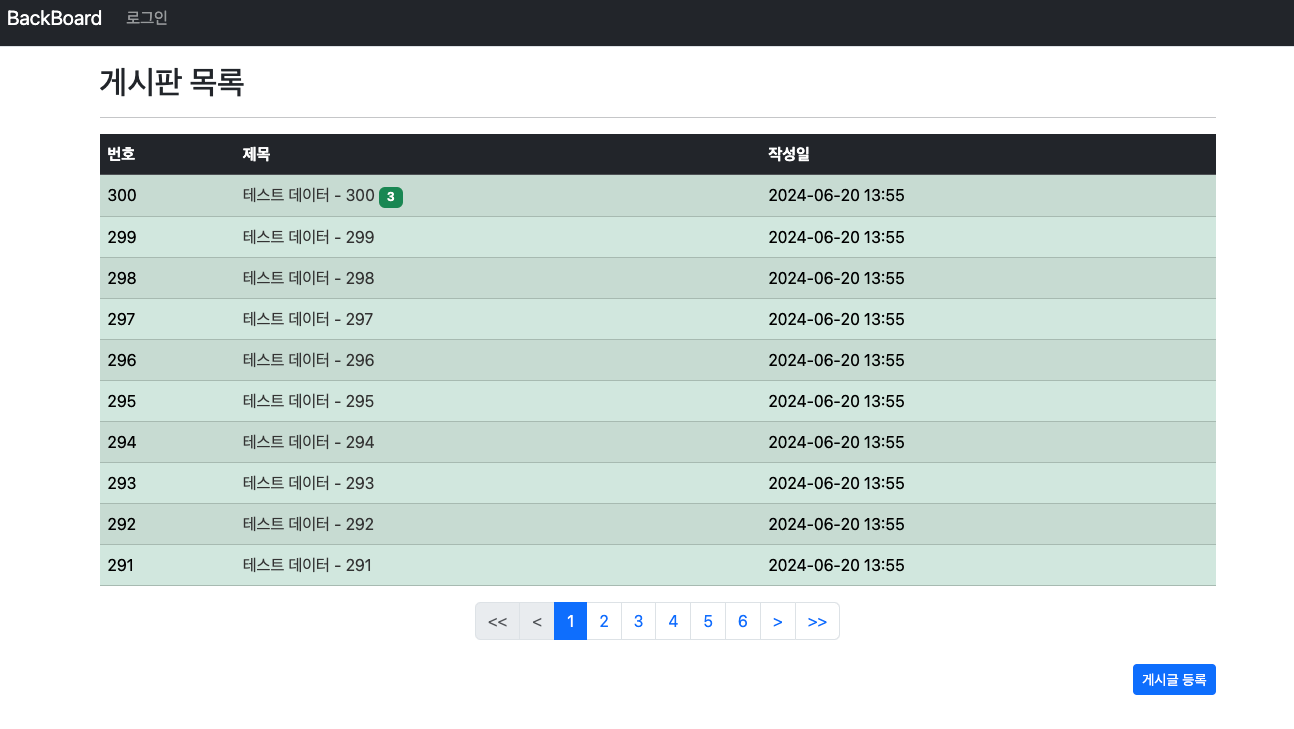 BackBoard 로그인
게시판 목록
번호 제목 작성일
300 테스트 데이터 - 300 3 2024-06-20 13:55
299 테스트 데이터 - 299 2024-06-20 13:55
298 테스트 데이터 - 298 2024-06-20 13:55
297 테스트 데이터 - 297 2024-06-20 13:55
296 테스트 데이터 - 296 2024-06-20 13:55
295 테스트 데이터 - 295 2024-06-20 13:55
294 테스트 데이터 - 294 2024-06-20 13:55
293 테스트 데이터 - 293 2024-06-20 13:55
292 테스트 데이터 - 292 2024-06-20 13:55
291 테스트 데이터 - 291 2024-06-20 13:55
<< < 1 2 3 4 5 6 > >>
게시글 등록